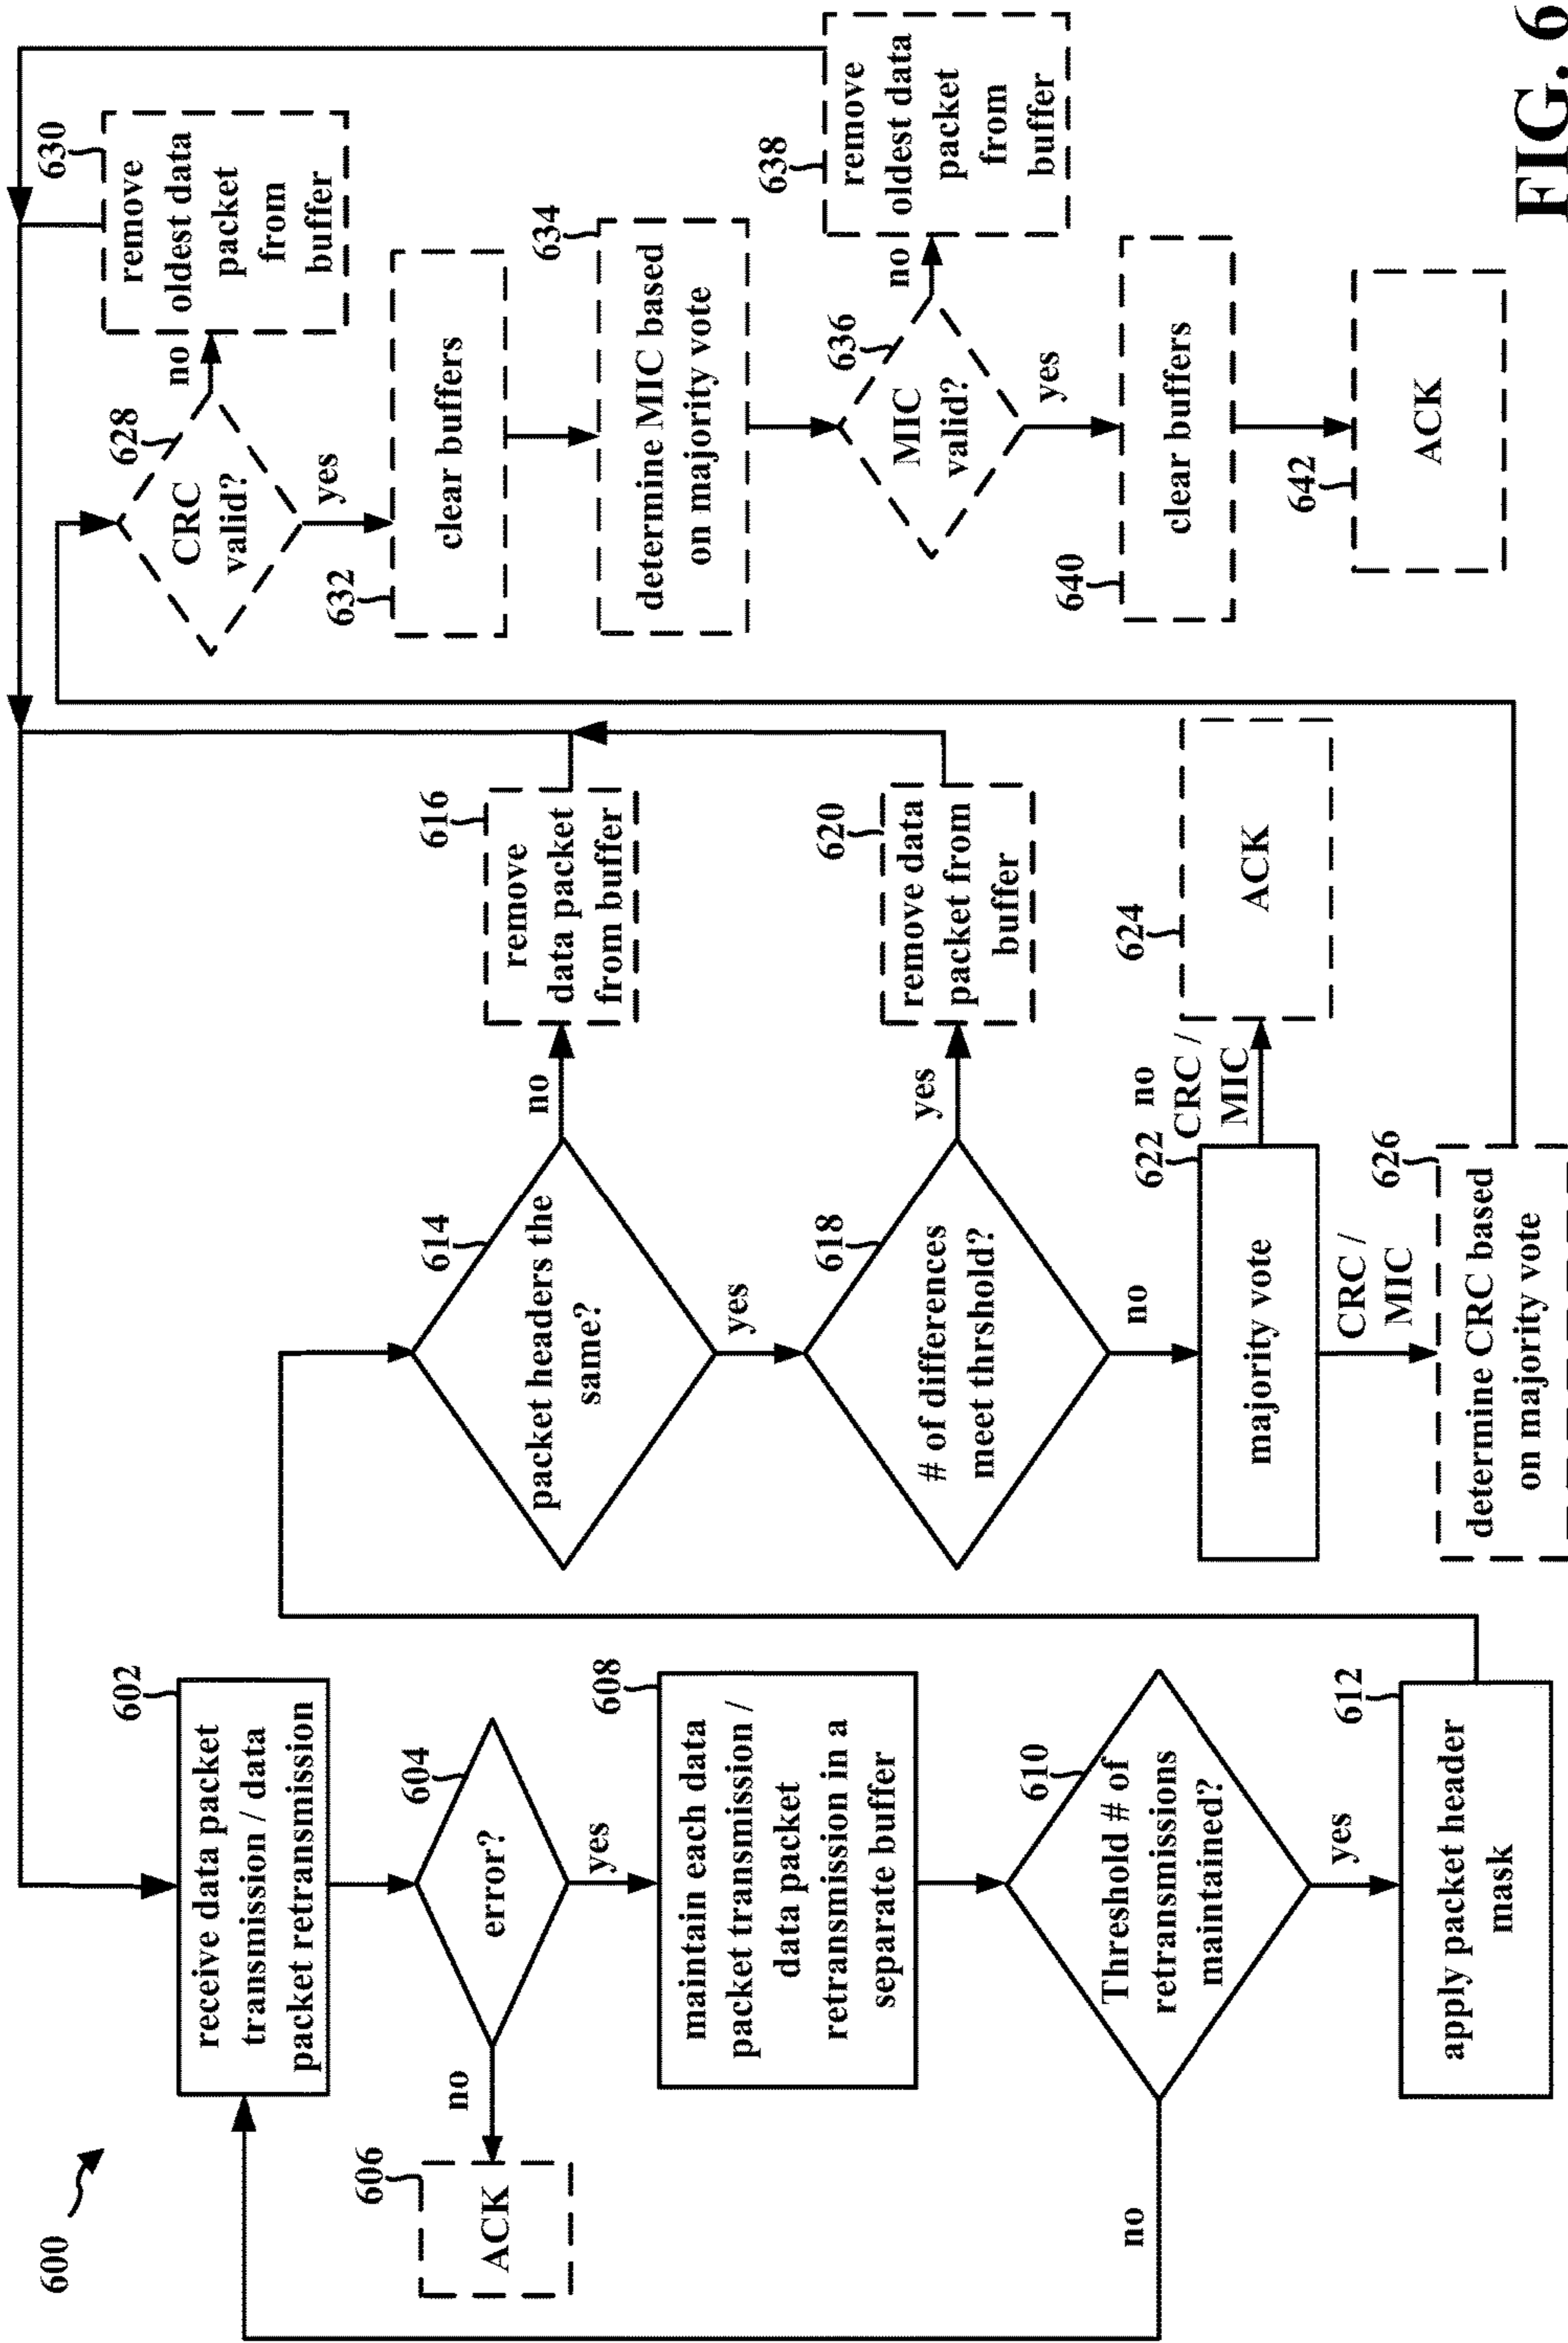 600
602
receive data packet
transmission / data
packet retransmission
604
error?
no
606
ACK
yes
608
maintain each data
packet transmission /
data packet
retransmission in a
separate buffer
610
Threshold # of
retransmissions
maintained?
no
yes
612
apply packet header
mask
614
packet headers the
same?
no
616
remove
data packet
from buffer
yes
618
# of differences
meet thrshold?
yes
620
remove data
packet from
buffer
no
622
majority vote
no
CRC /
MIC
624
ACK
CRC /
MIC
626
determine CRC based
on majority vote
628
CRC
valid?
no
630
remove
oldest data
packet
from
buffer
yes
632
clear buffers
634
determine MIC based
on majority vote
636
MIC
valid?
no
638
remove
oldest data
packet
from
buffer
yes
640
clear buffers
642
ACK
FIG. 6